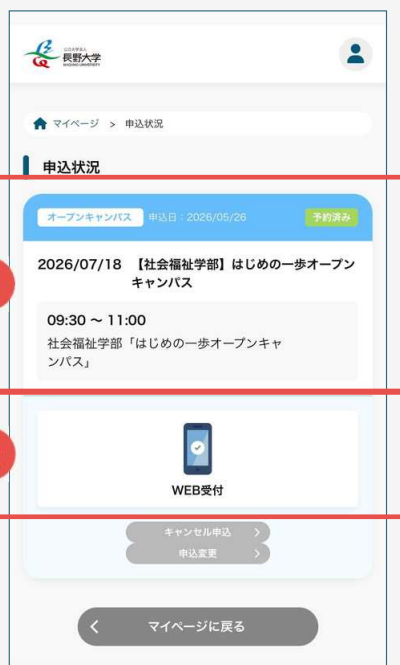 公立大学法人
長野大学
NAGANO UNIVERSITY
マイページ > 申込状況
申込状況
オープンキャンパス 申込日:2026/05/26 予約済み
2026/07/18 【社会福祉学部】はじめの一歩オープン
キャンパス
09:30 ~ 11:00
社会福祉学部「はじめの一歩オープンキャ
ンパス」
WEB受付
キャンセル申込 >
申込変更 >
< マイページに戻る